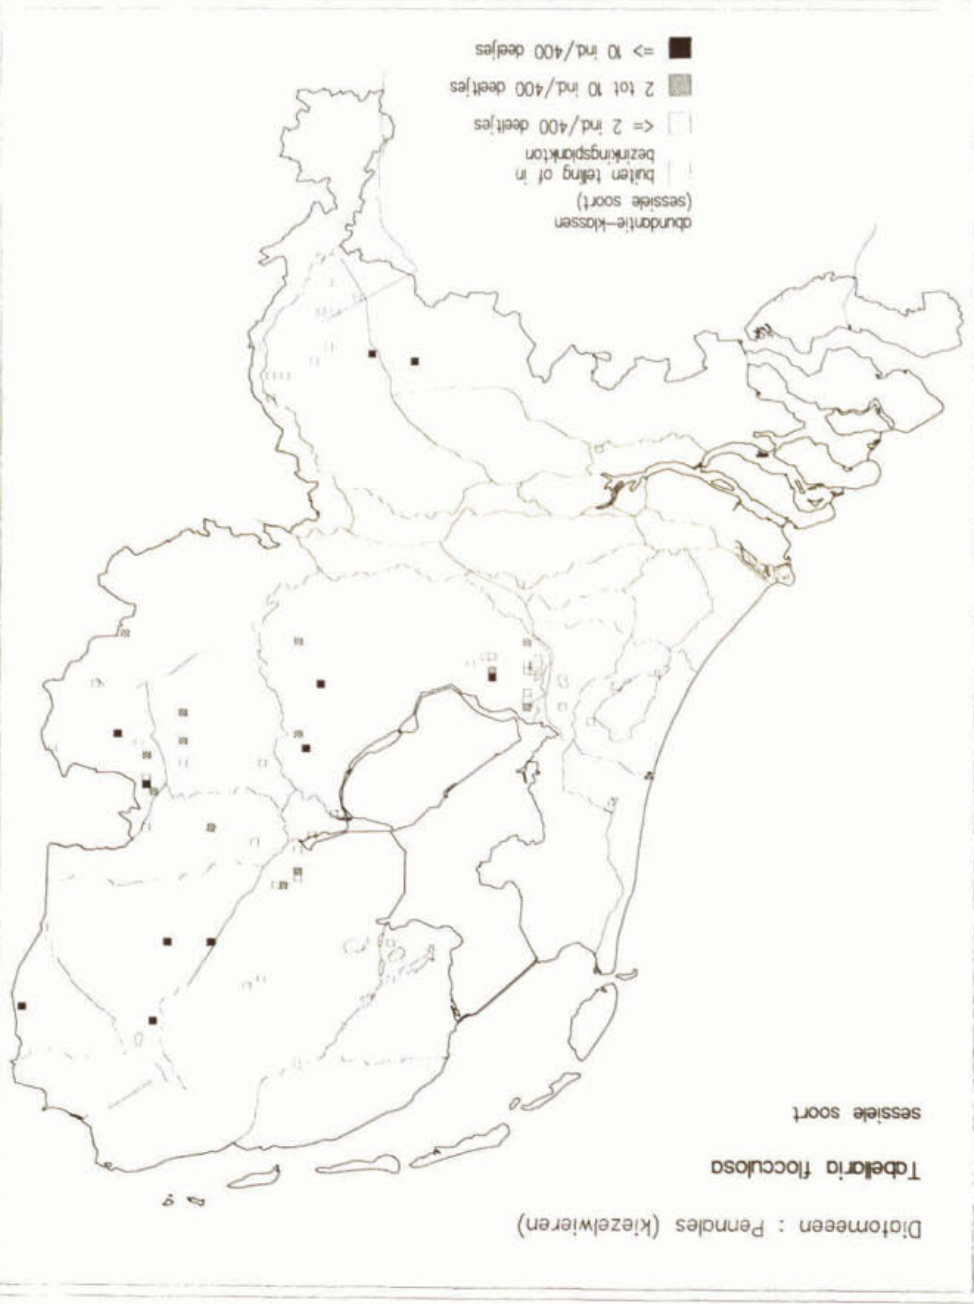 Diatomeeen : Pennales (kiezelwieren)
Tabellaria flocculosa
sessiele soort
abundantie-klassen
(sessiele soort)
buiten telling of in
bezinkingsplankton
<= 2 ind./400 deeltjes
2 tot 10 ind./400 deeltjes
=> 10 ind./400 deeltjes